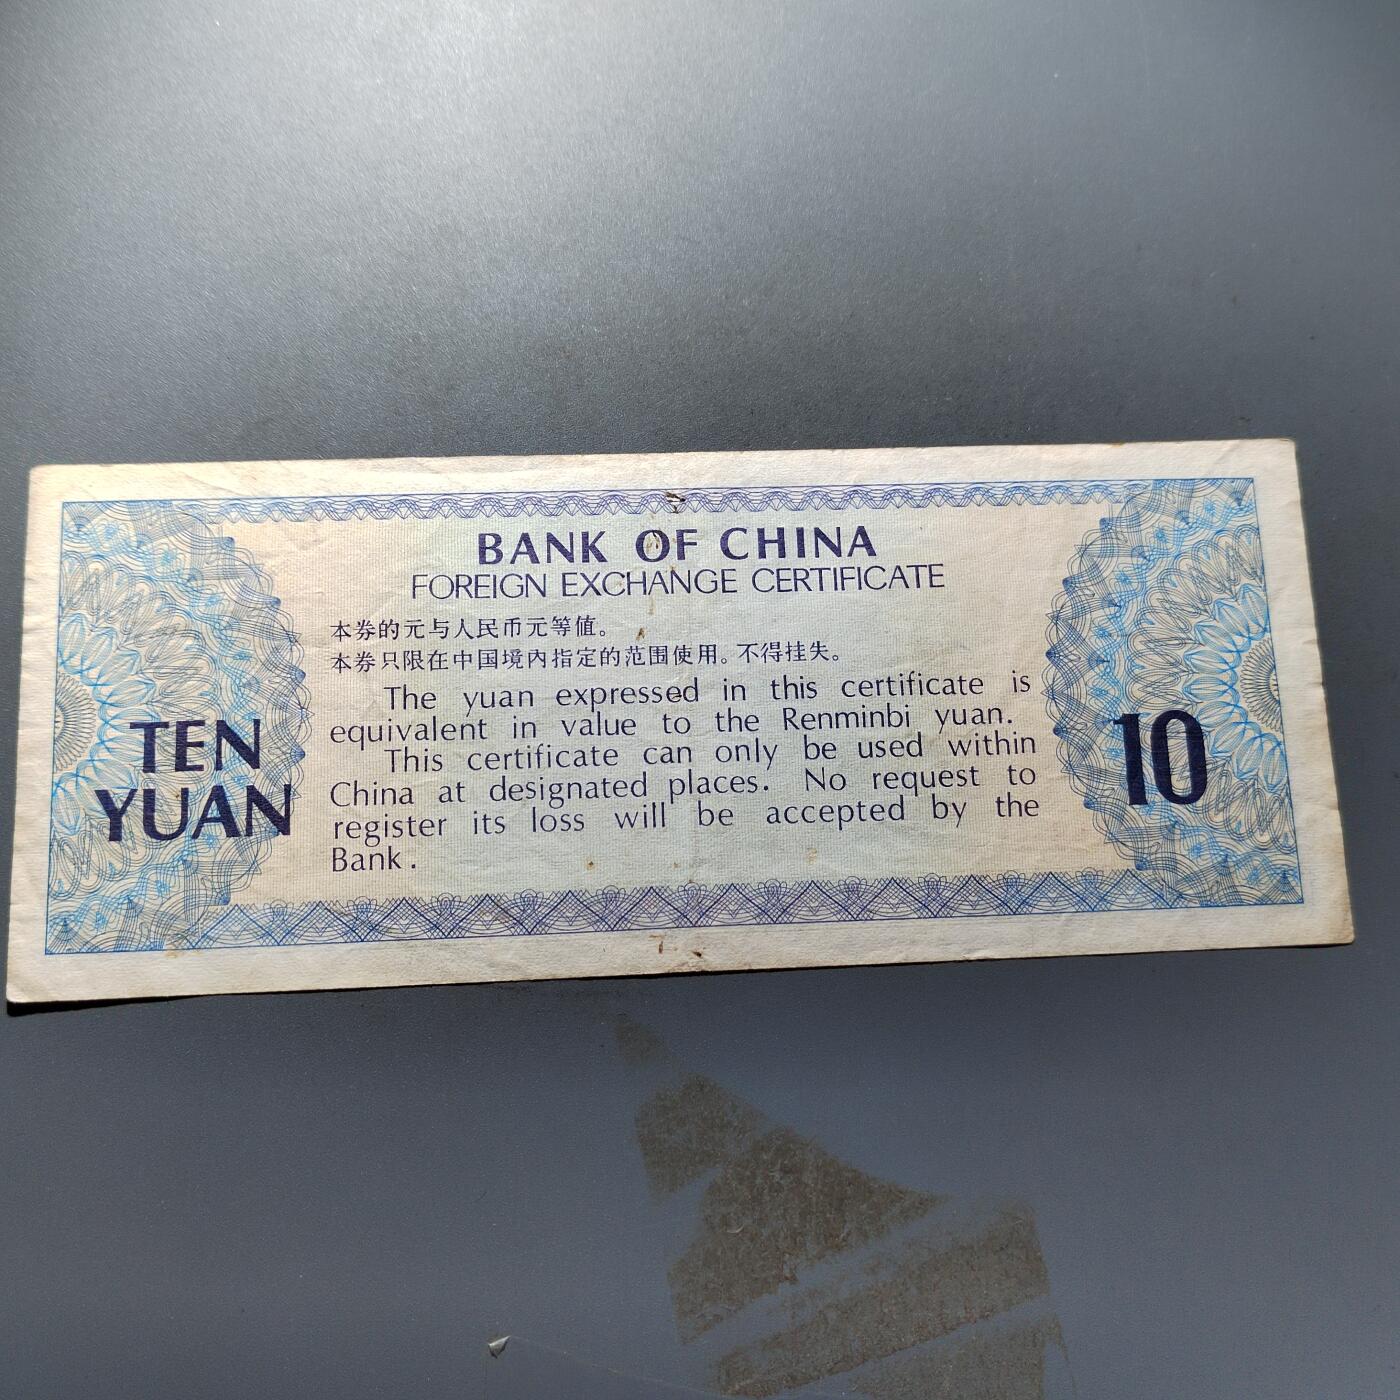 BANK OF CHINA
FOREIGN EXCHANGE CERTIFICATE
本券的元与人民币元等值。
本券只限在中国境内指定的范围使用。不得挂失。
The yuan expressed in this certificate is
equivalent in value to the Renminbi yuan.
This certificate can only be used within
China at designated places. No request to
register its loss will be accepted by the
Bank.
TEN
YUAN
10